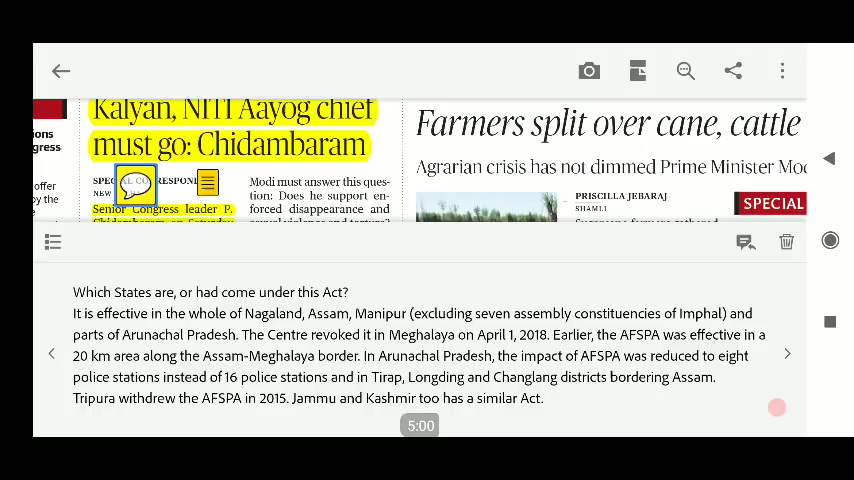 Kalyan, NITI Aayog chief
must go: Chidambaram
NEW
Senior Congress leader P.
Modi must answer this ques-
tion: Does he support en-
forced disappearance and
ions
gress
offer
by the
Farmers split over cane, cattle
Agrarian crisis has not dimmed Prime Minister Mod
PRISCILLA JEBARAJ
SHAMLI
SPECIAL
Which States are, or had come under this Act?
It is effective in the whole of Nagaland, Assam, Manipur (excluding seven assembly constituencies of Imphal) and
parts of Arunachal Pradesh. The Centre revoked it in Meghalaya on April 1, 2018. Earlier, the AFSPA was effective in a
20 km area along the Assam-Meghalaya border. In Arunachal Pradesh, the impact of AFSPA was reduced to eight
police stations instead of 16 police stations and in Tirap, Longding and Changlang districts bordering Assam.
Tripura withdrew the AFSPA in 2015. Jammu and Kashmir too has a similar Act.
5:00